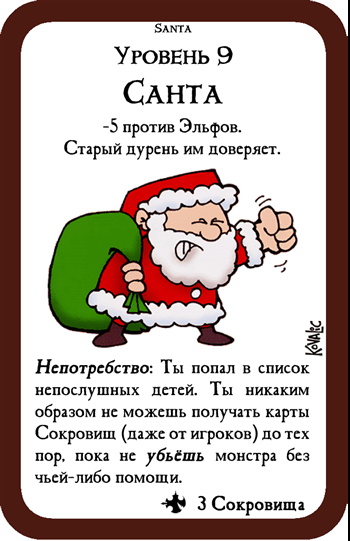 Santa
Уровень 9
Санта
-5 против Эльфов.
Старый дурень им доверяет.
Kovalic
Непотребство: Ты попал в список
непослушных детей. Ты никаким
образом не можешь получать карты
Сокровищ (даже от игроков) до тех
пор, пока не убьёшь монстра без
чьей-либо помощи.
3 Сокровища